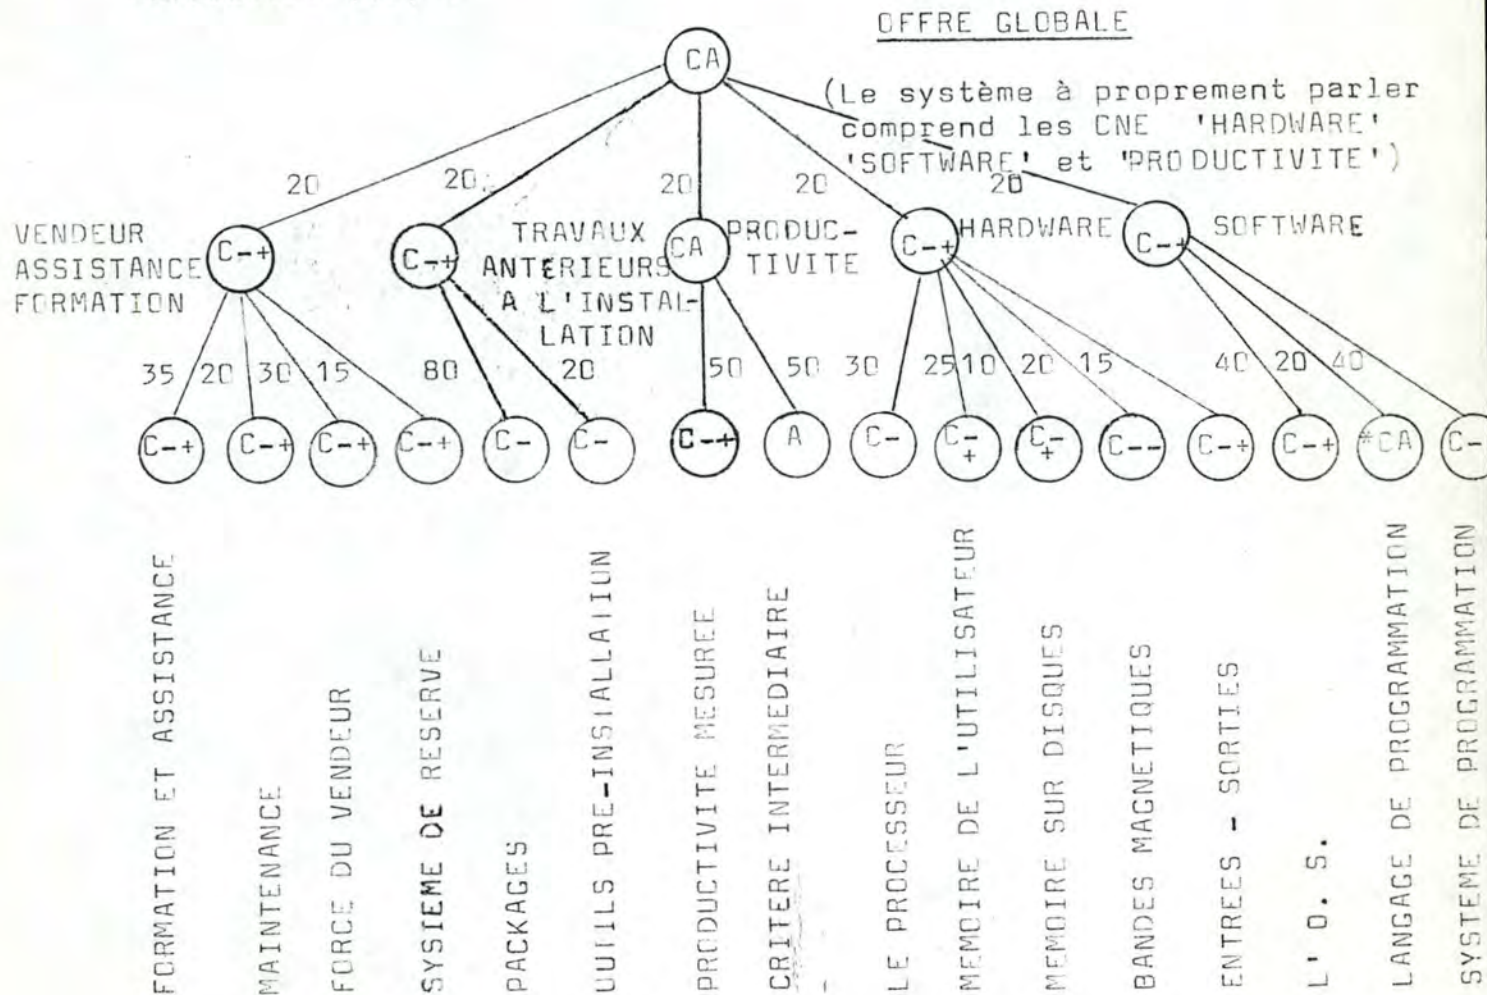 OFFRE GLOBALE
CA
(Le système à proprement parler
comprend les CNE 'HARDWARE'
'SOFTWARE' et 'PRODUCTIVITE')
20 20 20 20 20
VENDEUR
ASSISTANCE
FORMATION
C-+
C-+
TRAVAUX
ANTERIEURS
A L'INSTAL-
LATION
CA
PRODUC-
TIVITE
C-+
HARDWARE
C-+
SOFTWARE
35 20 30 15 80 20 50 50 30 25 10 20 15 40 20 40
C-+ C-+ C-+ C-+ C- C- C-+ A C- C-+ C-+ C-- C-+ C-+ *CA C-
FORMATION ET ASSISTANCE
MAINTENANCE
FORCE DU VENDEUR
SYSTEME DE RESERVE
PACKAGES
OUTILS PRE-INSTALLATION
PRODUCTIVITE MESUREE
CRITERE INTERMEDIAIRE
LE PROCESSEUR
MEMOIRE DE L'UTILISATEUR
MEMOIRE SUR DISQUES
BANDES MAGNETIQUES
ENTREES - SORTIES
L' O. S.
LANGAGE DE PROGRAMMATION
SYSTEME DE PROGRAMMATION